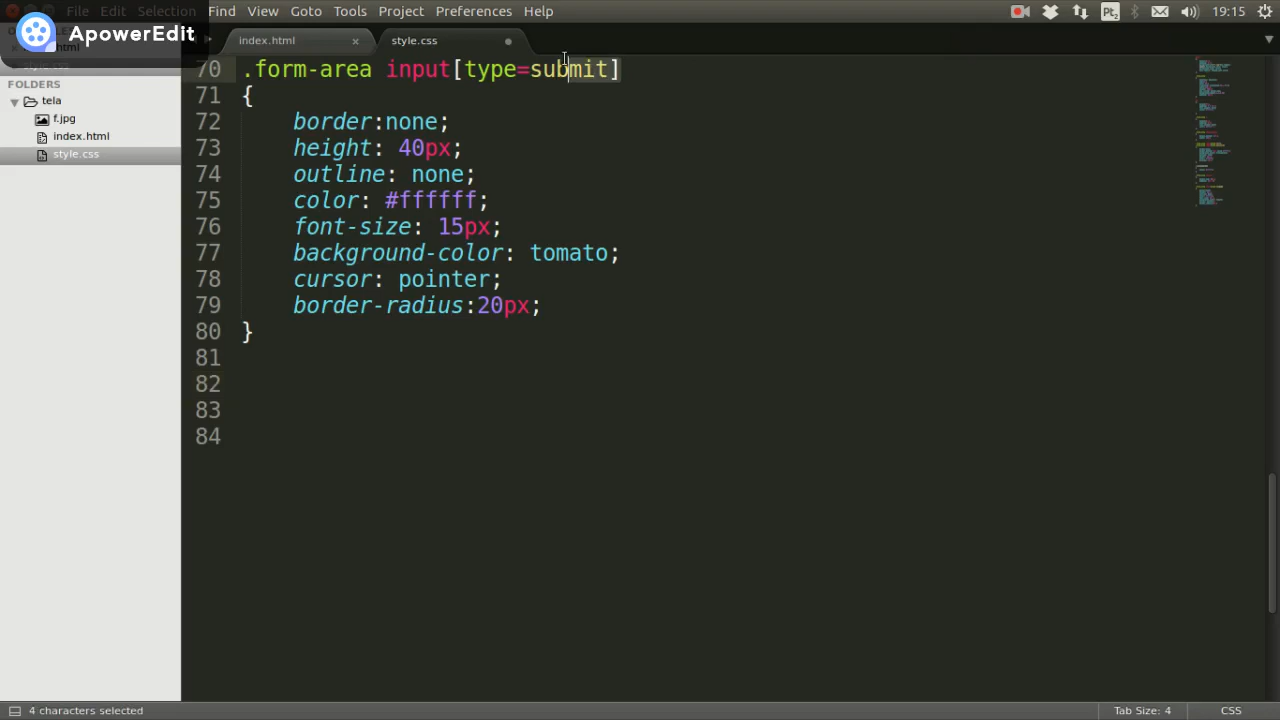 File Edit Selection Find View Goto Tools Project Preferences Help
Pt₂ 19:15
ApowerEdit
index.html × style.css
FOLDERS
tela
f.jpg
index.html
style.css
70 .form-area input[type=submit]
71 {
72 border:none;
73 height: 40px;
74 outline: none;
75 color: #ffffff;
76 font-size: 15px;
77 background-color: tomato;
78 cursor: pointer;
79 border-radius:20px;
80 }
81
82
83
84
4 characters selected Tab Size: 4 CSS